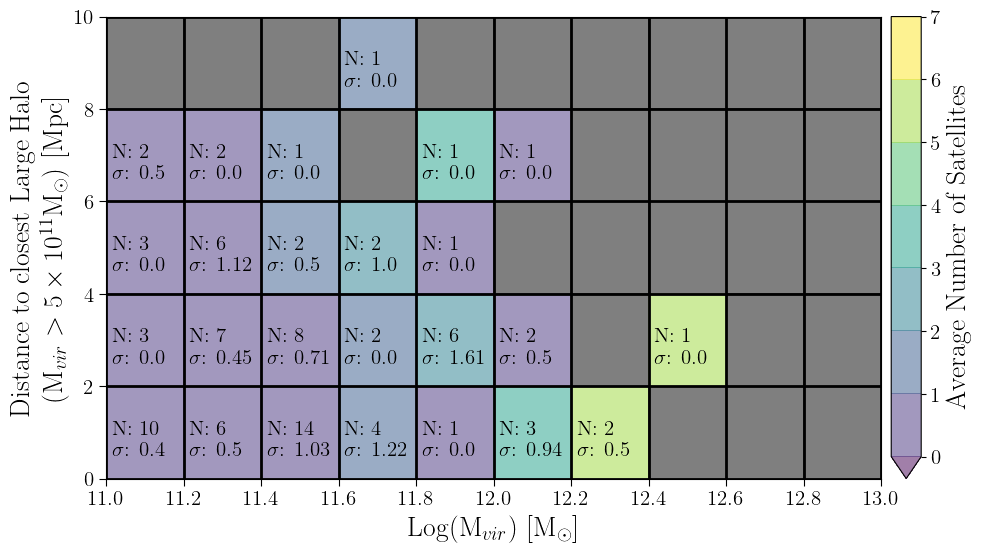 Distance to closest Large Halo
(M_vir > 5 × 10^11 M_⊙) [Mpc]
10
8
6
4
2
0
N: 1
σ: 0.0
N: 2
σ: 0.5
N: 2
σ: 0.0
N: 1
σ: 0.0
N: 1
σ: 0.0
N: 1
σ: 0.0
N: 3
σ: 0.0
N: 6
σ: 1.12
N: 2
σ: 0.5
N: 2
σ: 1.0
N: 1
σ: 0.0
N: 3
σ: 0.0
N: 7
σ: 0.45
N: 8
σ: 0.71
N: 2
σ: 0.0
N: 6
σ: 1.61
N: 2
σ: 0.5
N: 1
σ: 0.0
N: 10
σ: 0.4
N: 6
σ: 0.5
N: 14
σ: 1.03
N: 4
σ: 1.22
N: 1
σ: 0.0
N: 3
σ: 0.94
N: 2
σ: 0.5
11.0 11.2 11.4 11.6 11.8 12.0 12.2 12.4 12.6 12.8 13.0
Log(M_vir) [M_⊙]
7
6
5
4
3
2
1
0
Average Number of Satellites